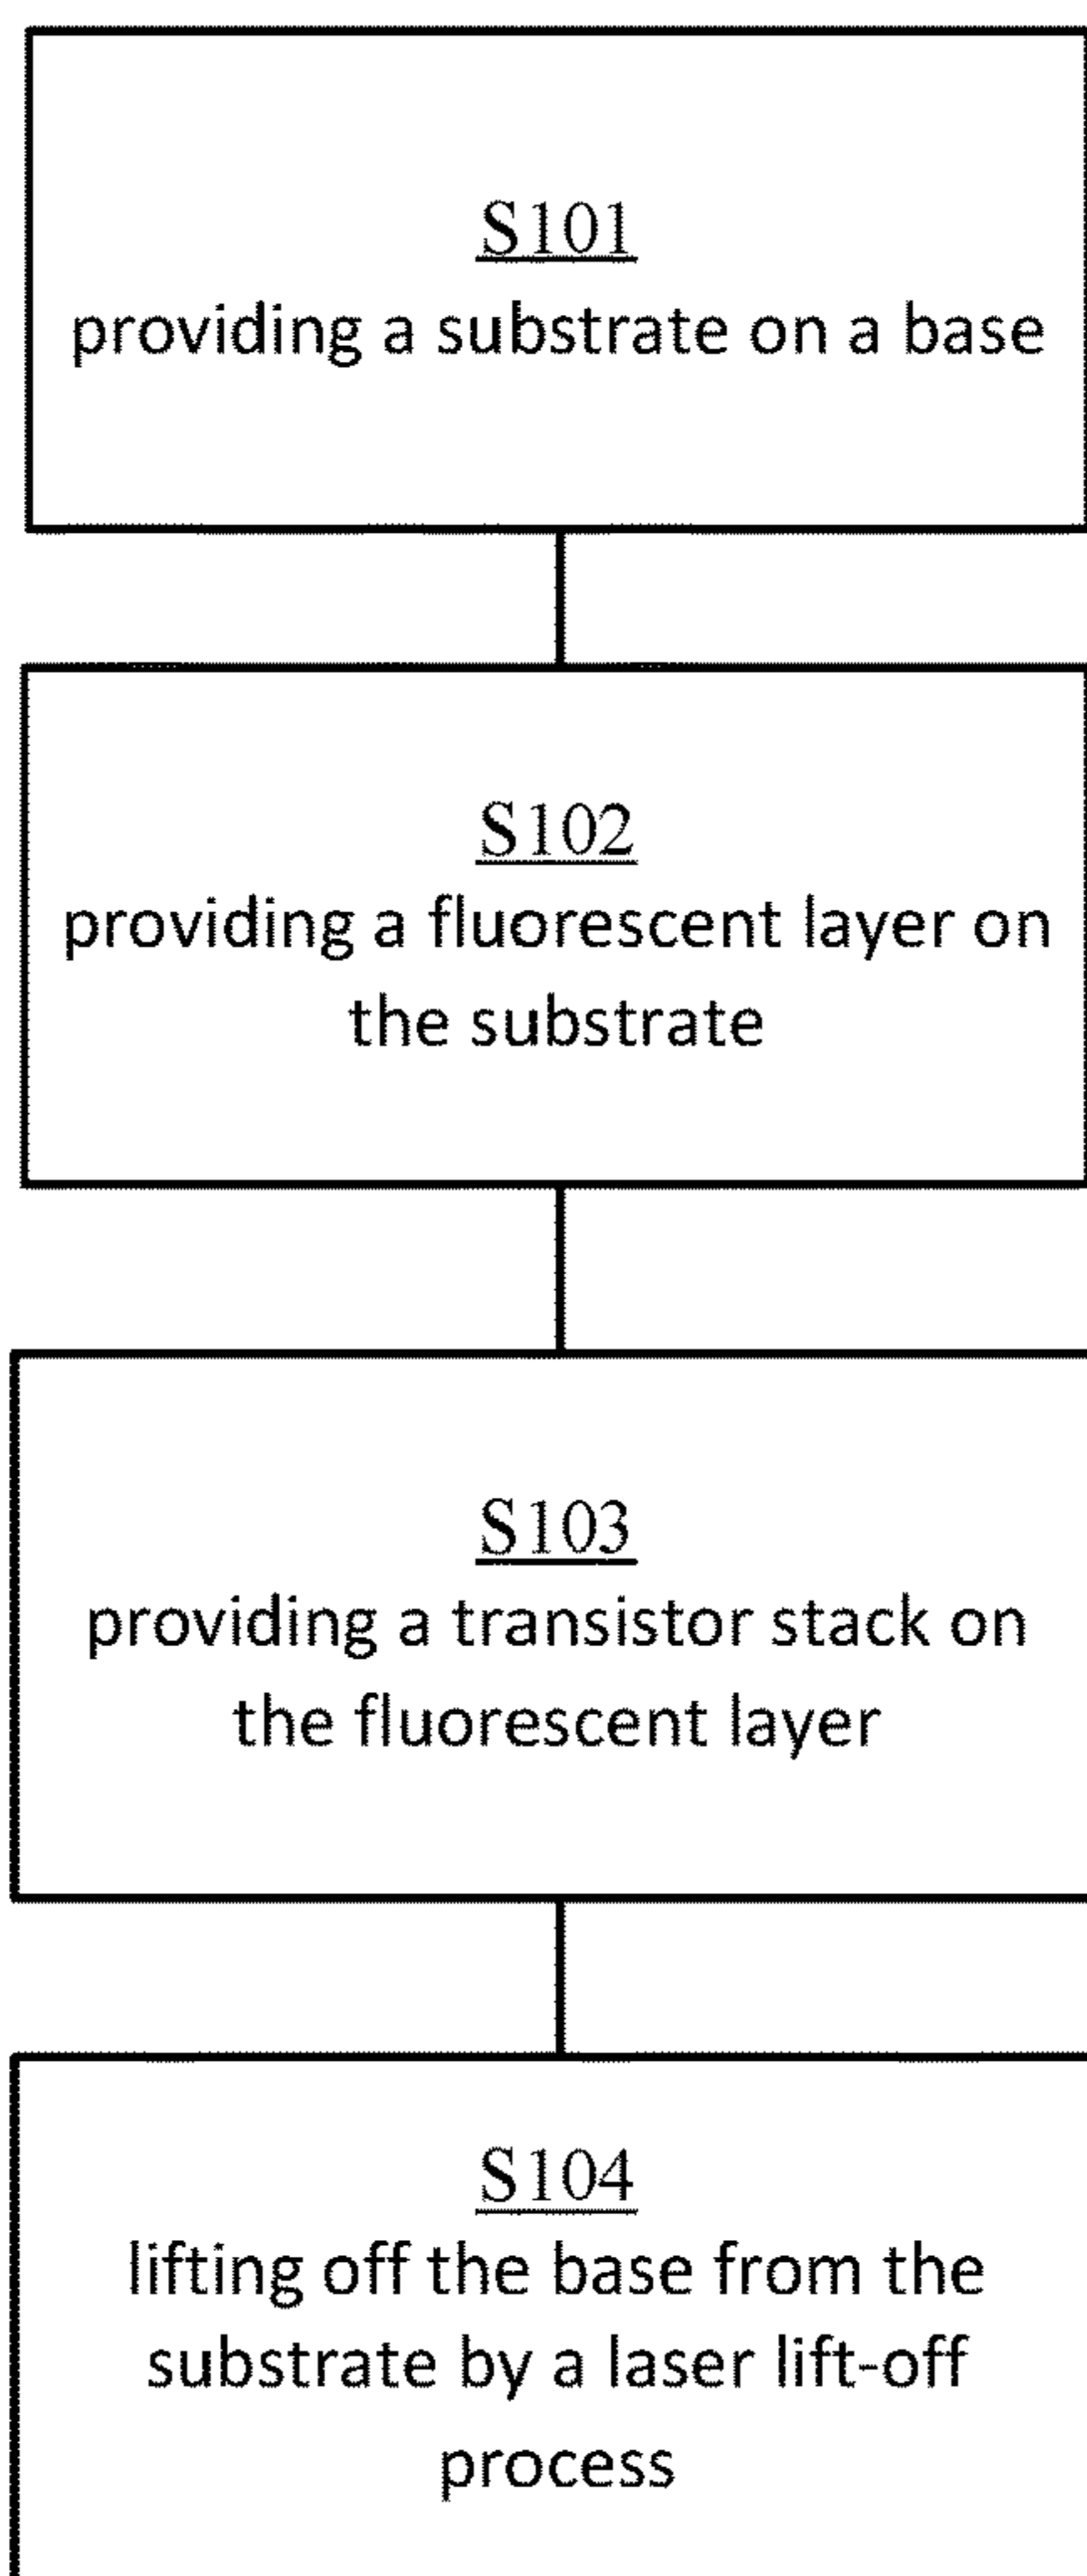 S101
providing a substrate on a base
S102
providing a fluorescent layer on
the substrate
S103
providing a transistor stack on
the fluorescent layer
S104
lifting off the base from the
substrate by a laser lift-off
process